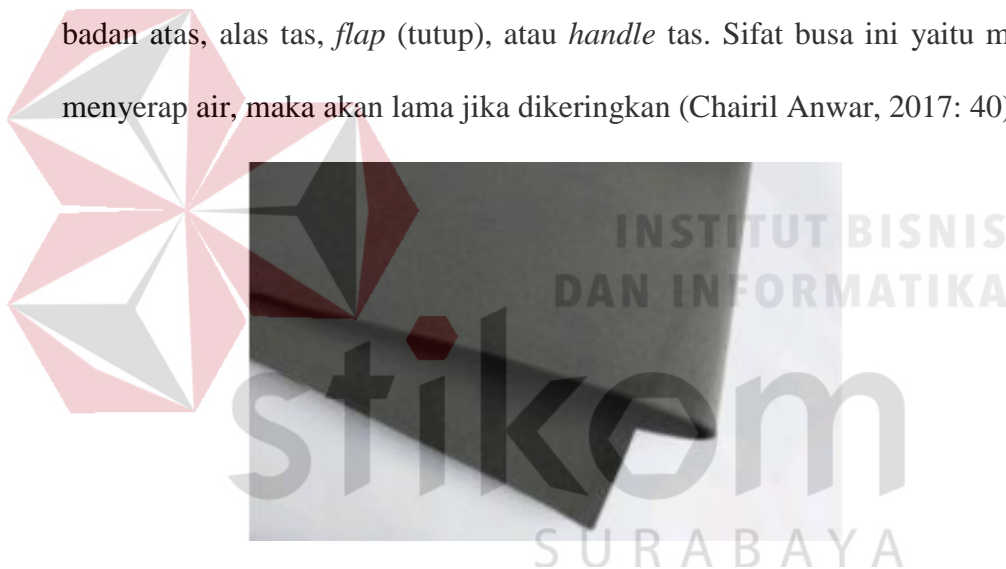 badan atas, alas tas, flap (tutup), atau handle tas. Sifat busa ini yaitu
menyerap air, maka akan lama jika dikeringkan (Chairil Anwar, 2017: 40)
INSTITUT BISNIS
DAN INFORMATIKA
stikom
SURABAYA